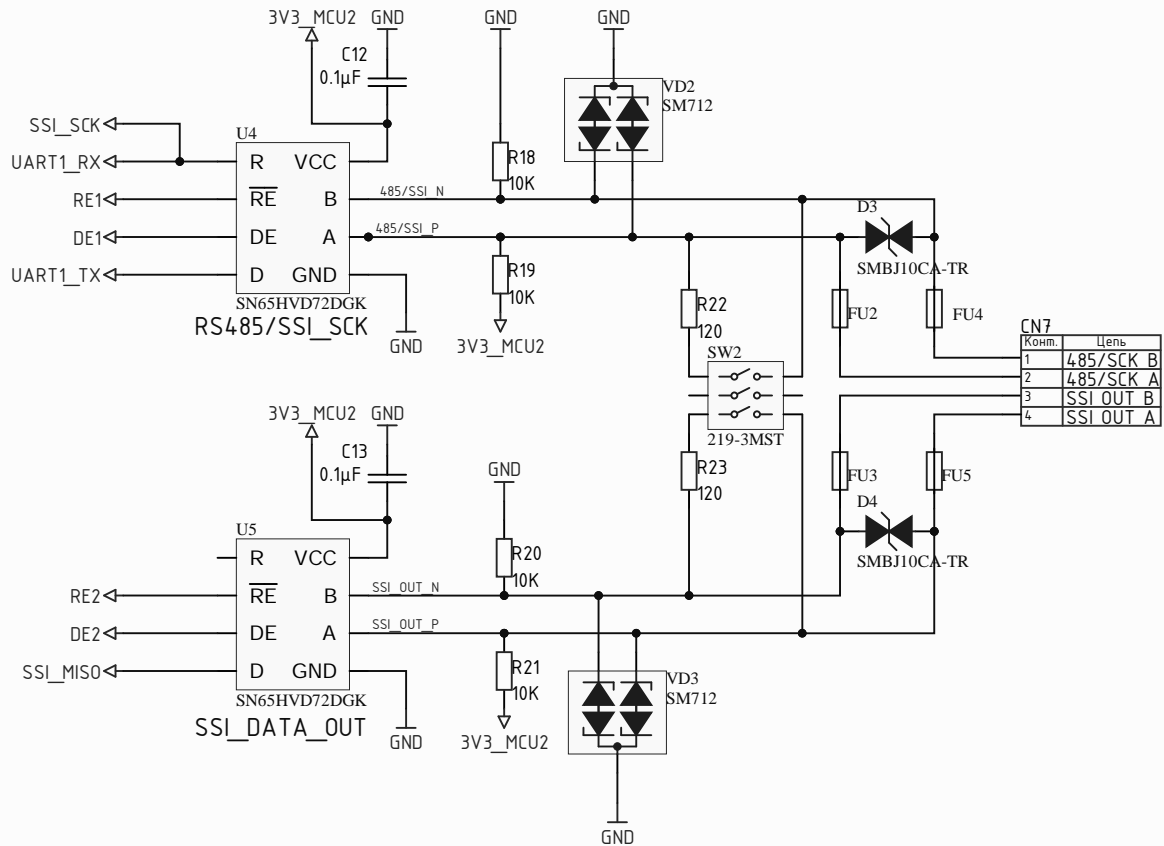 3V3_MCU2
GND
GND
GND
C12
0.1µF
VD2
SM712
SSI_SCK
U4
UART1_RX
R
VCC
R18
10K
RE1
RE
B
485/SSI_N
D3
DE1
DE
A
485/SSI_P
SMBJ10CA-TR
UART1_TX
D
GND
R19
10K
SN65HVD72DGK
RS485/SSI_SCK
GND
3V3_MCU2
R22
120
FU2
FU4
SW2
219-3MST
CN7
Конт. Цепь
1 485/SCK B
2 485/SCK A
3 SSI OUT B
4 SSI OUT A
3V3_MCU2
GND
C13
0.1µF
GND
R23
120
FU3
FU5
D4
SMBJ10CA-TR
U5
R
VCC
R20
10K
RE2
RE
B
SSI_OUT_N
DE2
DE
A
SSI_OUT_P
SSI_MISO
D
GND
R21
10K
VD3
SM712
SN65HVD72DGK
SSI_DATA_OUT
GND
3V3_MCU2
GND